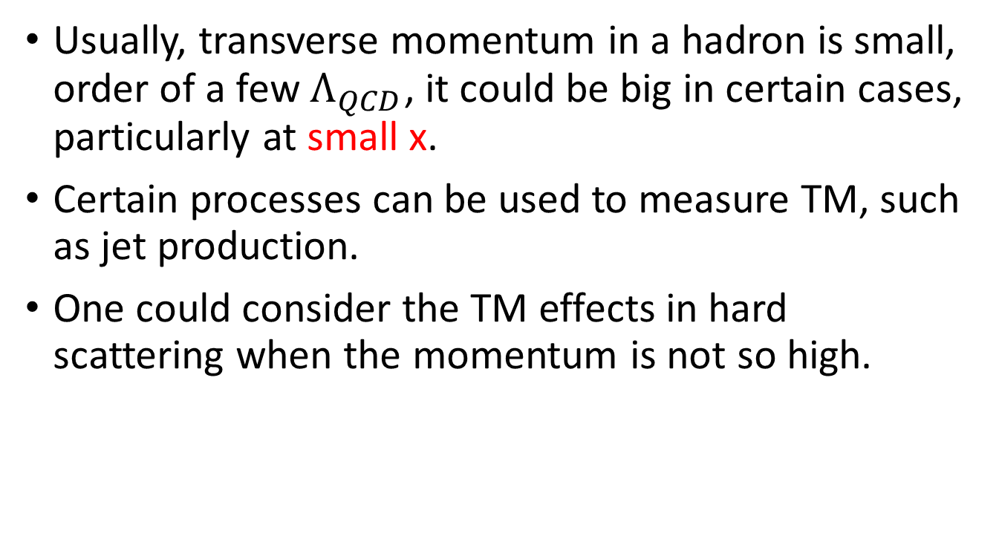 • Usually, transverse momentum in a hadron is small,
order of a few Λ_QCD, it could be big in certain cases,
particularly at small x.
• Certain processes can be used to measure TM, such
as jet production.
• One could consider the TM effects in hard
scattering when the momentum is not so high.